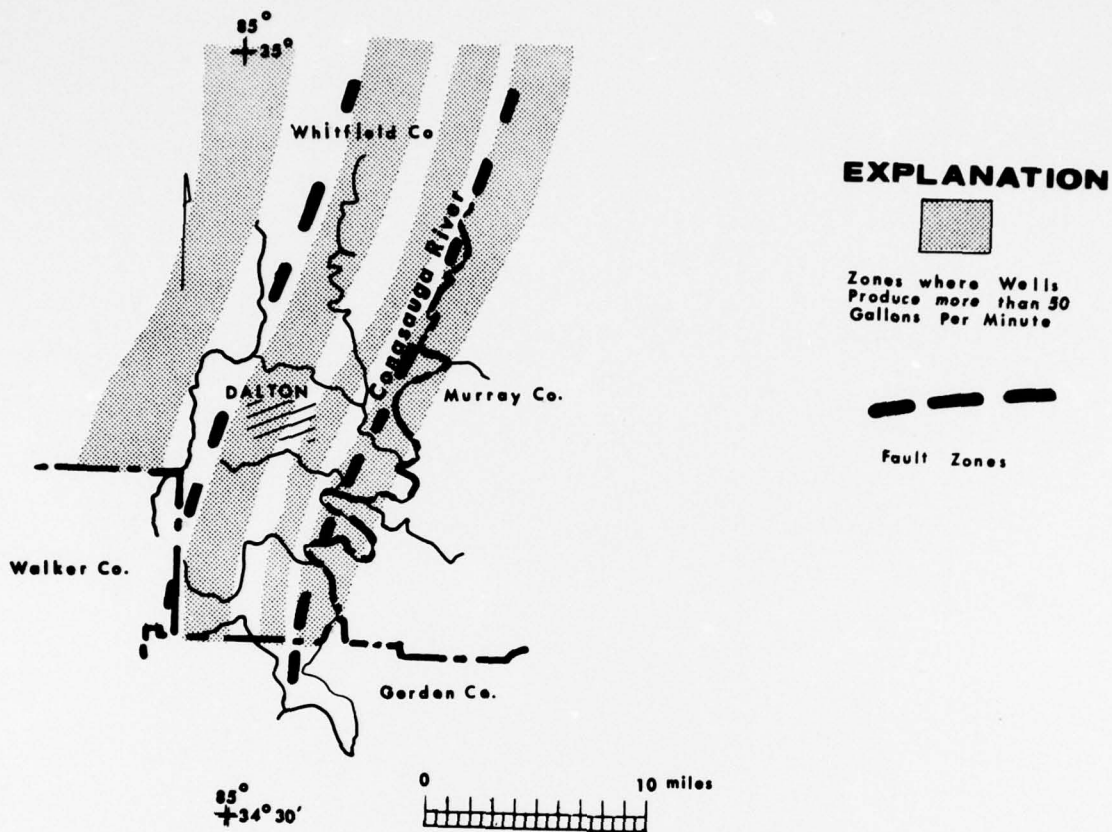 85°
25°
Whitfield Co
Conasauga River
DALTON
Murray Co.
Walker Co.
Gordon Co.
85°
34° 30'
0 10 miles
EXPLANATION
Zones where Wells
Produce more than 50
Gallons Per Minute
Fault Zones